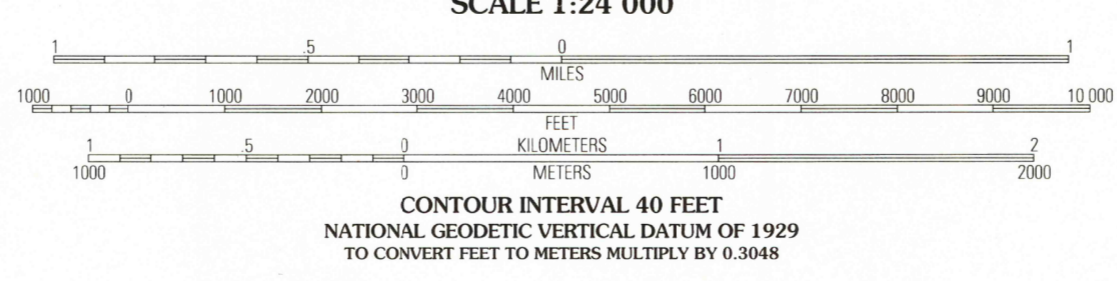 SCALE 1:24 000
1 .5 0 1
MILES
1000 0 1000 2000 3000 4000 5000 6000 7000 8000 9000 10 000
FEET
1 .5 0 KILOMETERS 1 2
1000 0 METERS 1000 2000
CONTOUR INTERVAL 40 FEET
NATIONAL GEODETIC VERTICAL DATUM OF 1929
TO CONVERT FEET TO METERS MULTIPLY BY 0.3048